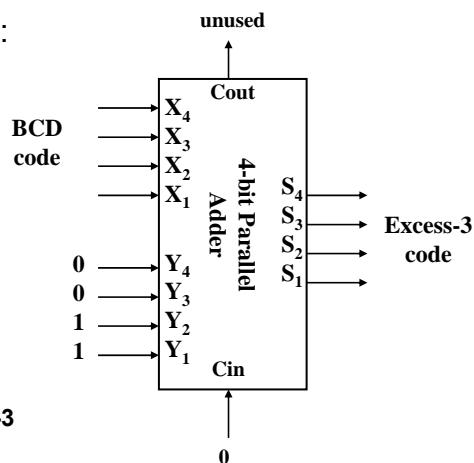 :
unused
Cout
BCD
code
X4
X3
X2
X1
4-bit Parallel
Adder
S4
S3
S2
S1
Excess-3
code
0
0
1
1
Y4
Y3
Y2
Y1
Cin
-3
0